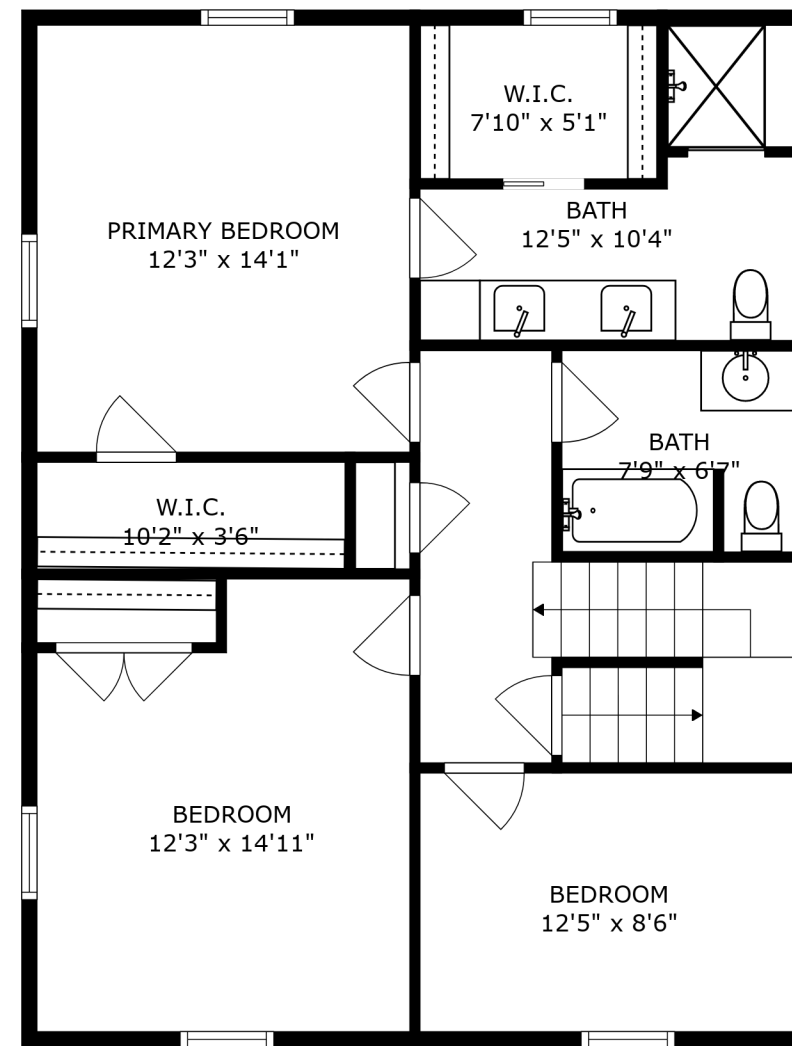 W.I.C.
7'10" x 5'1"
PRIMARY BEDROOM
12'3" x 14'1"
BATH
12'5" x 10'4"
BATH
7'9" x 6'7"
W.I.C.
10'2" x 3'6"
BEDROOM
12'3" x 14'11"
BEDROOM
12'5" x 8'6"